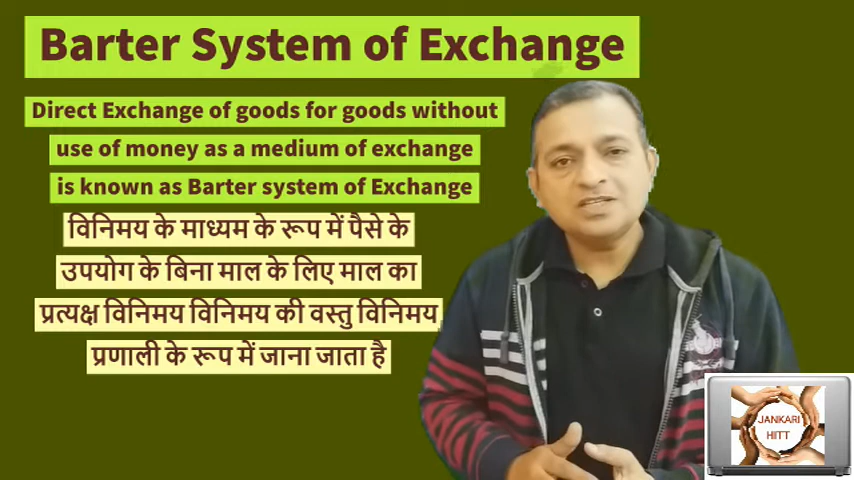 Barter System of Exchange
Direct Exchange of goods for goods without
use of money as a medium of exchange
is known as Barter system of Exchange
विनिमय के माध्यम के रूप में पैसे के
उपयोग के बिना माल के लिए माल का
प्रत्यक्ष विनिमय विनिमय की वस्तु विनिमय
प्रणाली के रूप में जाना जाता है
JANKARI
HITT